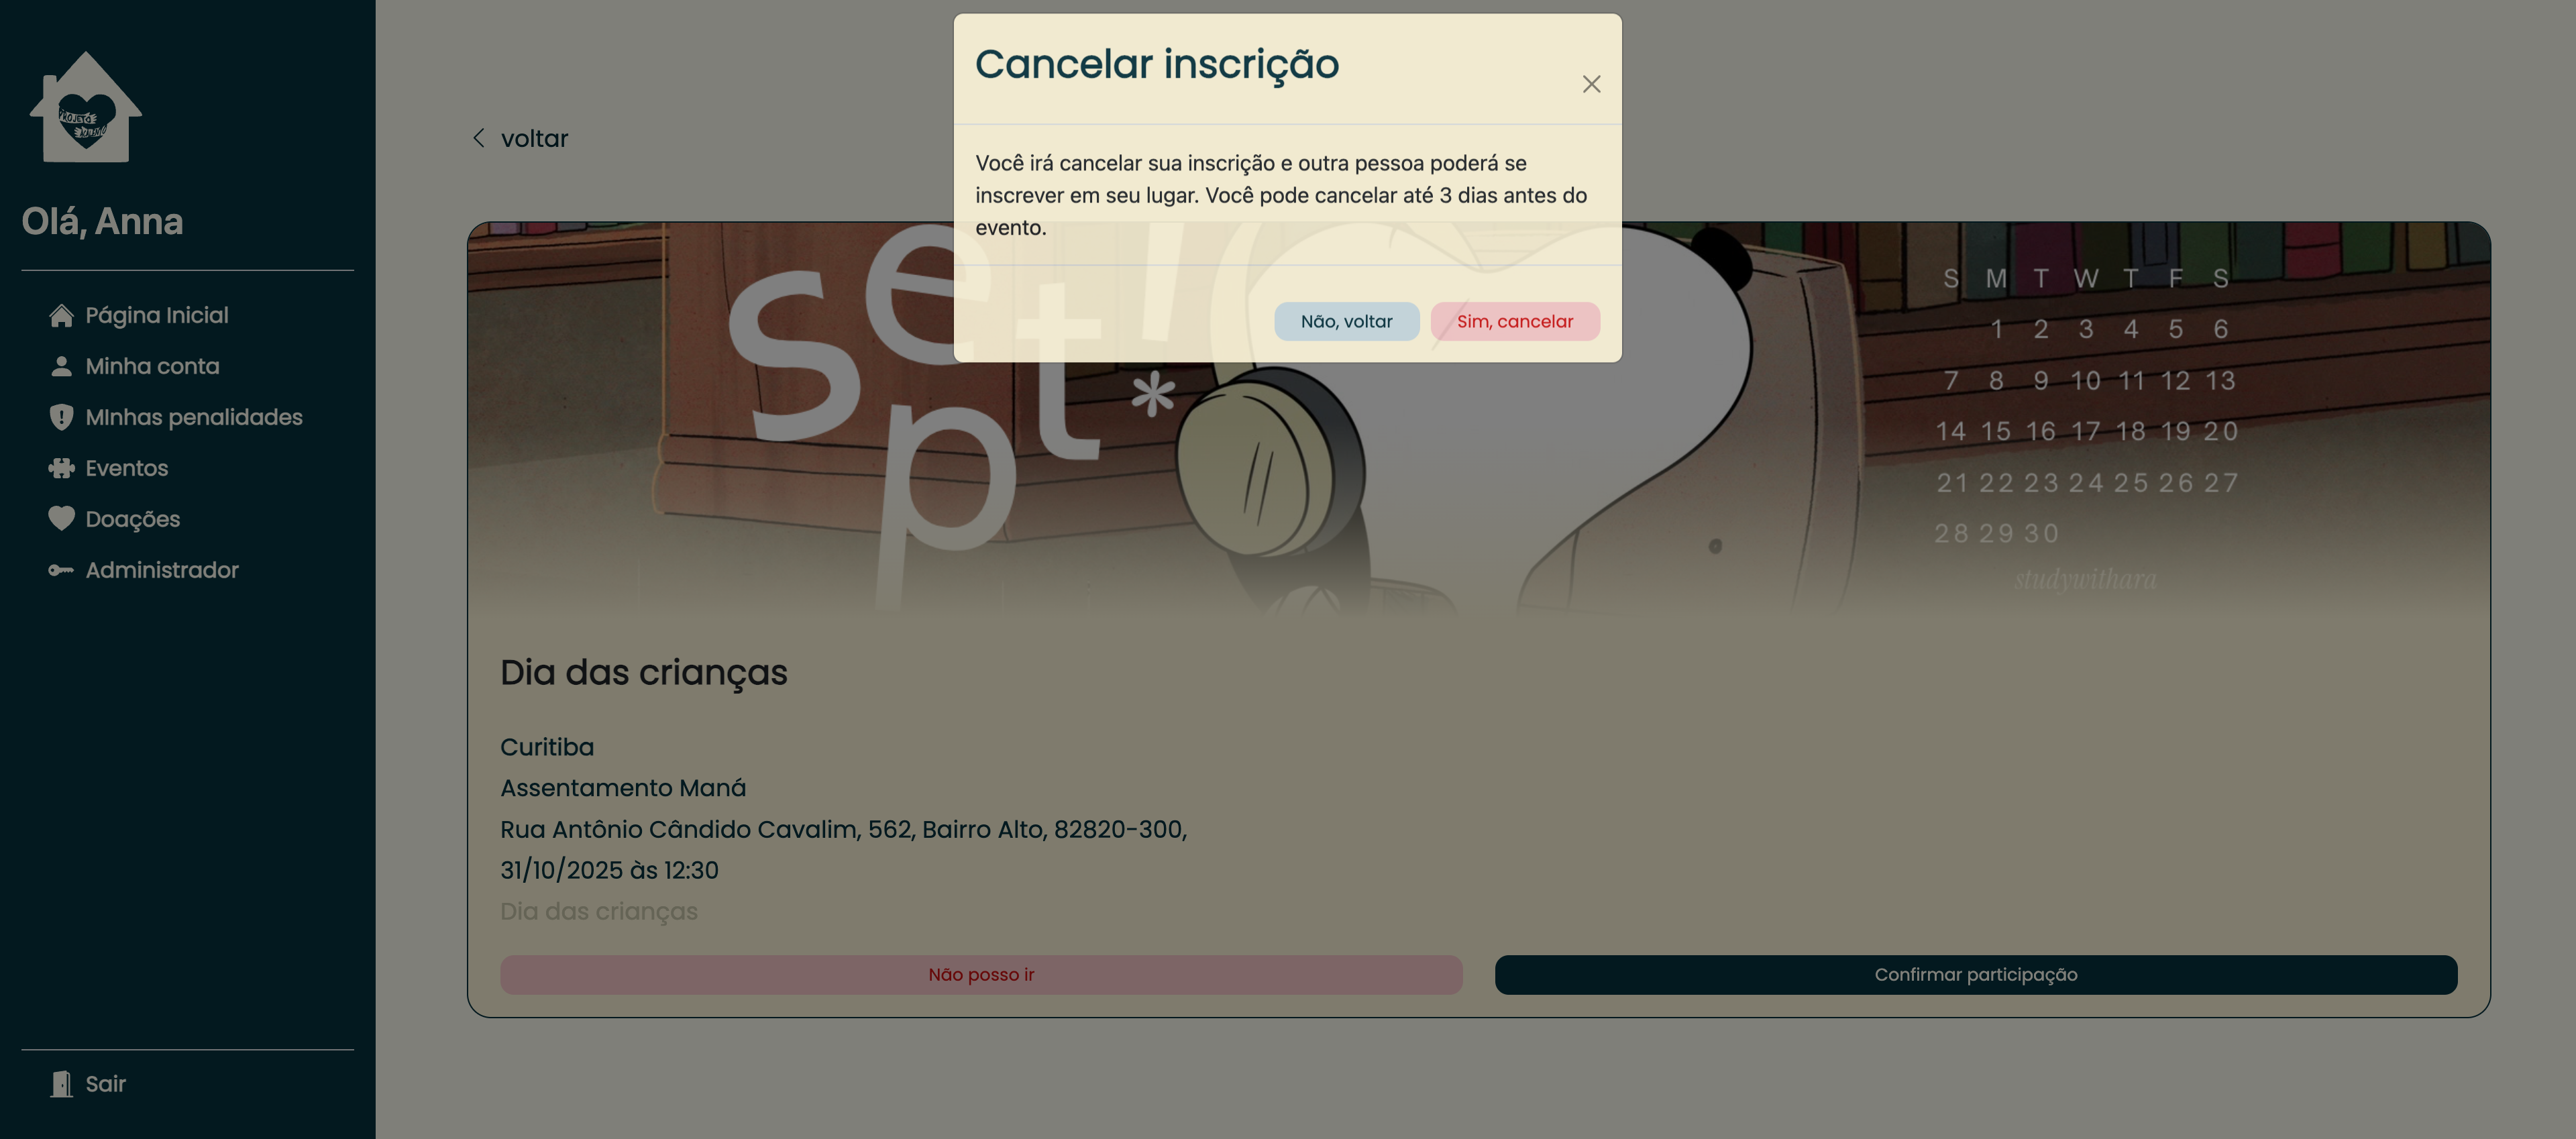 PROJETO
Olá, Anna
Página Inicial
Minha conta
MInhas penalidades
Eventos
Doações
Administrador
Sair
voltar
Cancelar inscrição
Você irá cancelar sua inscrição e outra pessoa poderá se
inscrever em seu lugar. Você pode cancelar até 3 dias antes do
evento.
Não, voltar
Sim, cancelar
se
pt*
S M T W T F S
1 2 3 4 5 6
7 8 9 10 11 12 13
14 15 16 17 18 19 20
21 22 23 24 25 26 27
28 29 30
studywithara
Dia das crianças
Curitiba
Assentamento Maná
Rua Antônio Cândido Cavalim, 562, Bairro Alto, 82820-300,
31/10/2025 às 12:30
Dia das crianças
Não posso ir
Confirmar participação